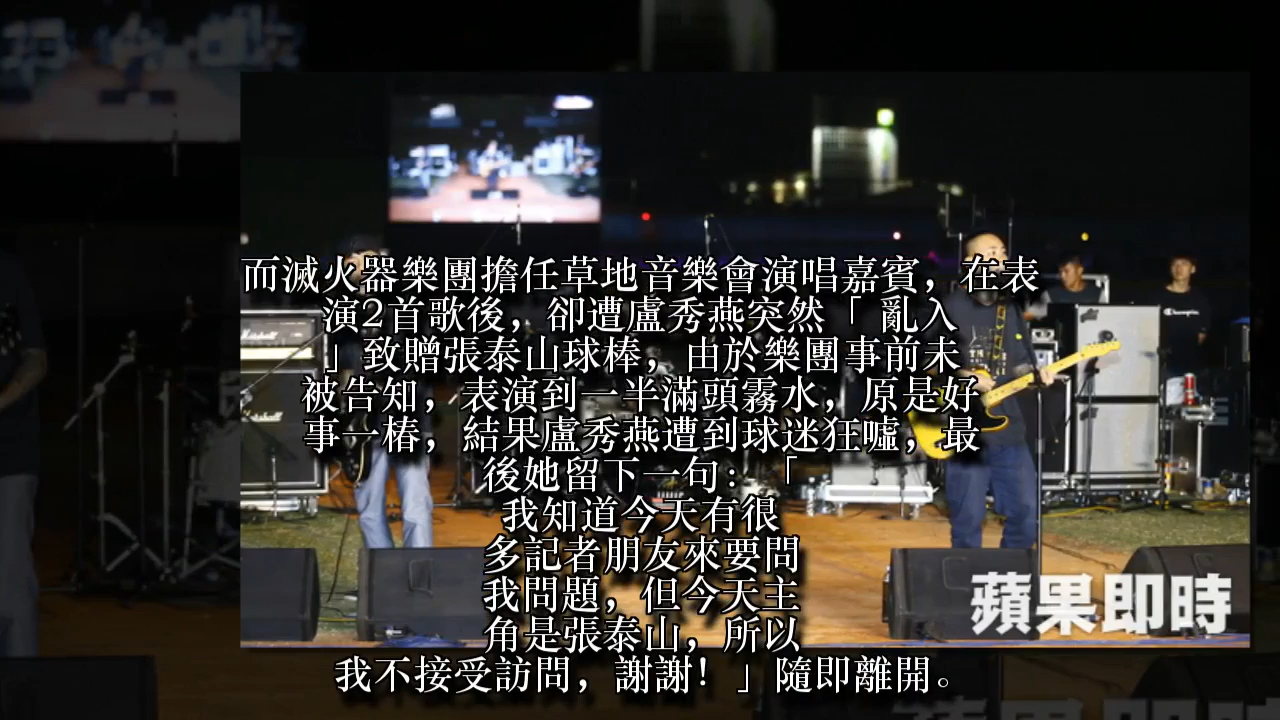 而滅火器樂團擔任草地音樂會演唱嘉賓，在表
演2首歌後，卻遭盧秀燕突然「 亂入
」致贈張泰山球棒，由於樂團事前未
被告知，表演到一半滿頭霧水，原是好
事一樁，結果盧秀燕遭到球迷狂噓，最
後她留下一句：「
我知道今天有很
多記者朋友來要問
我問題，但今天主
角是張泰山，所以
我不接受訪問，謝謝！」隨即離開。
蘋果即時
Marshall
Marshall
Champion